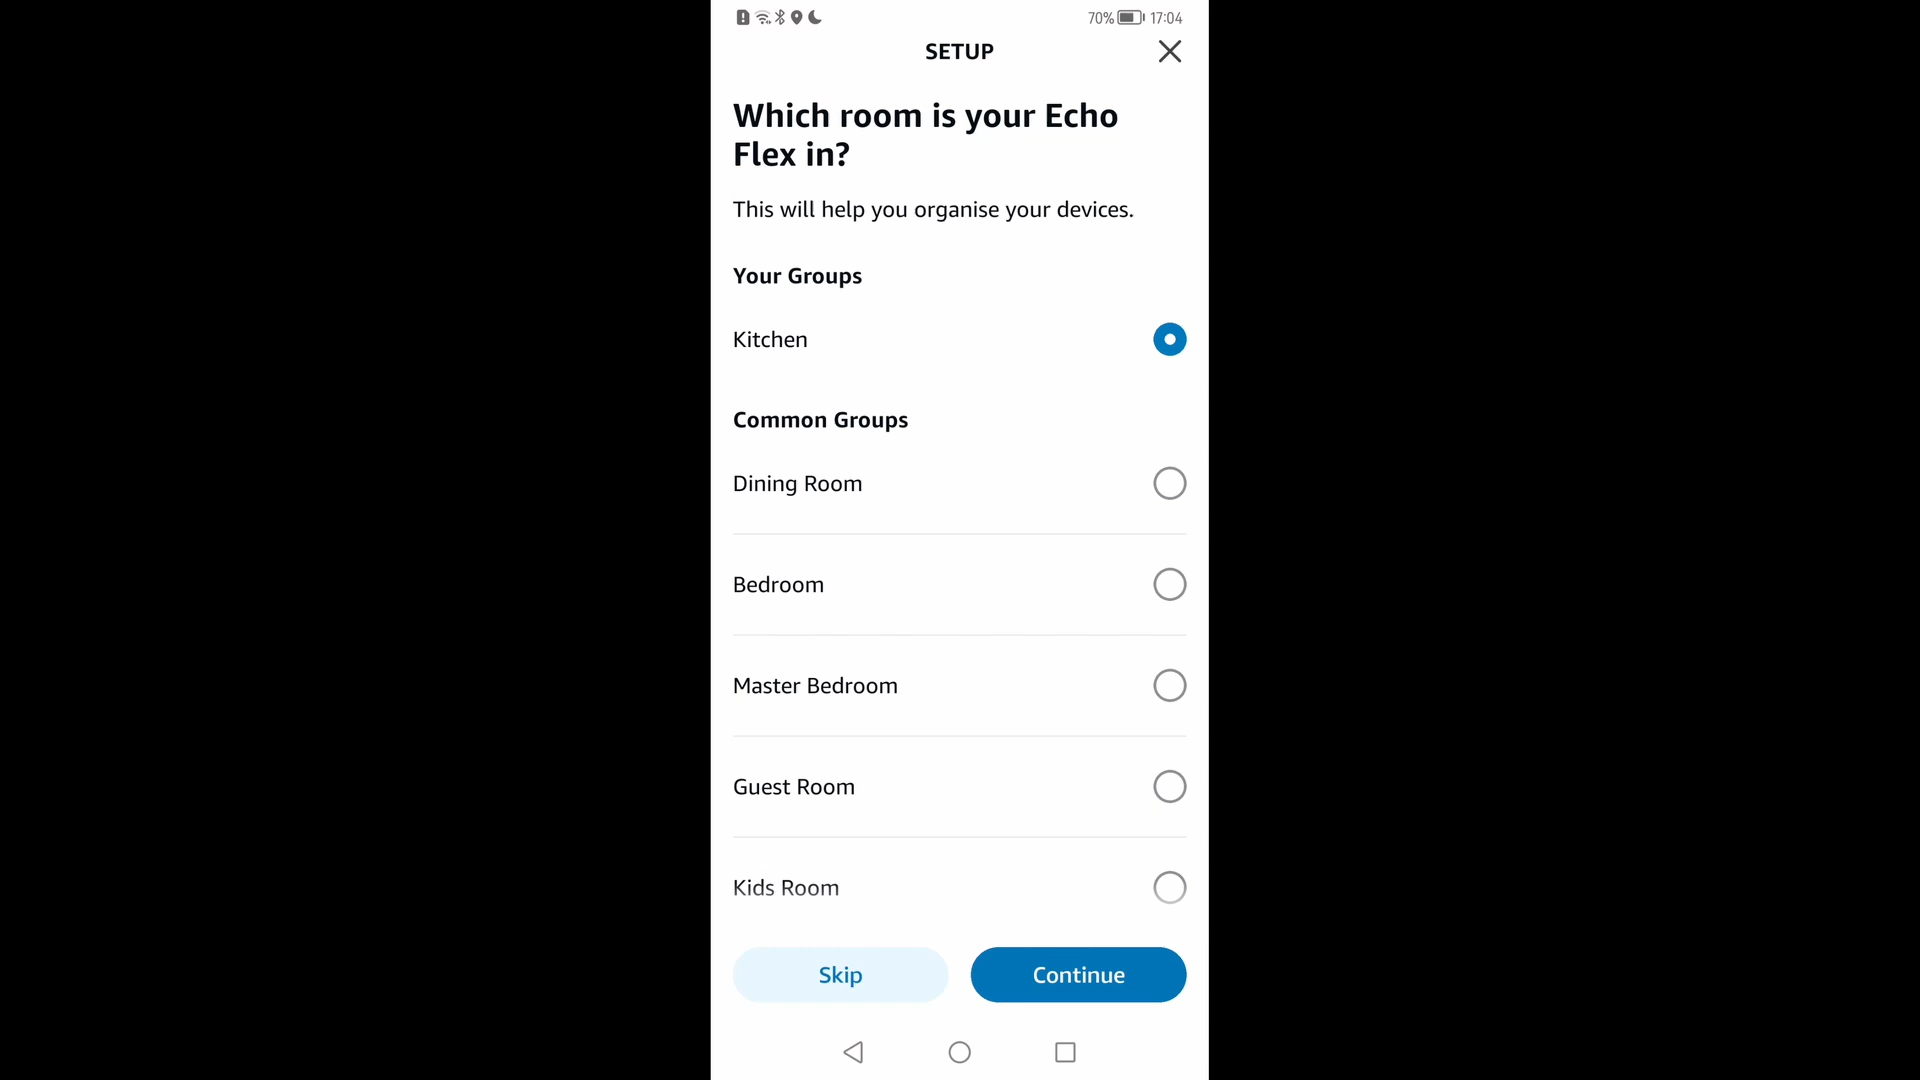 70% 17:04
SETUP
Which room is your Echo
Flex in?
This will help you organise your devices.
Your Groups
Kitchen
Common Groups
Dining Room
Bedroom
Master Bedroom
Guest Room
Kids Room
Skip
Continue